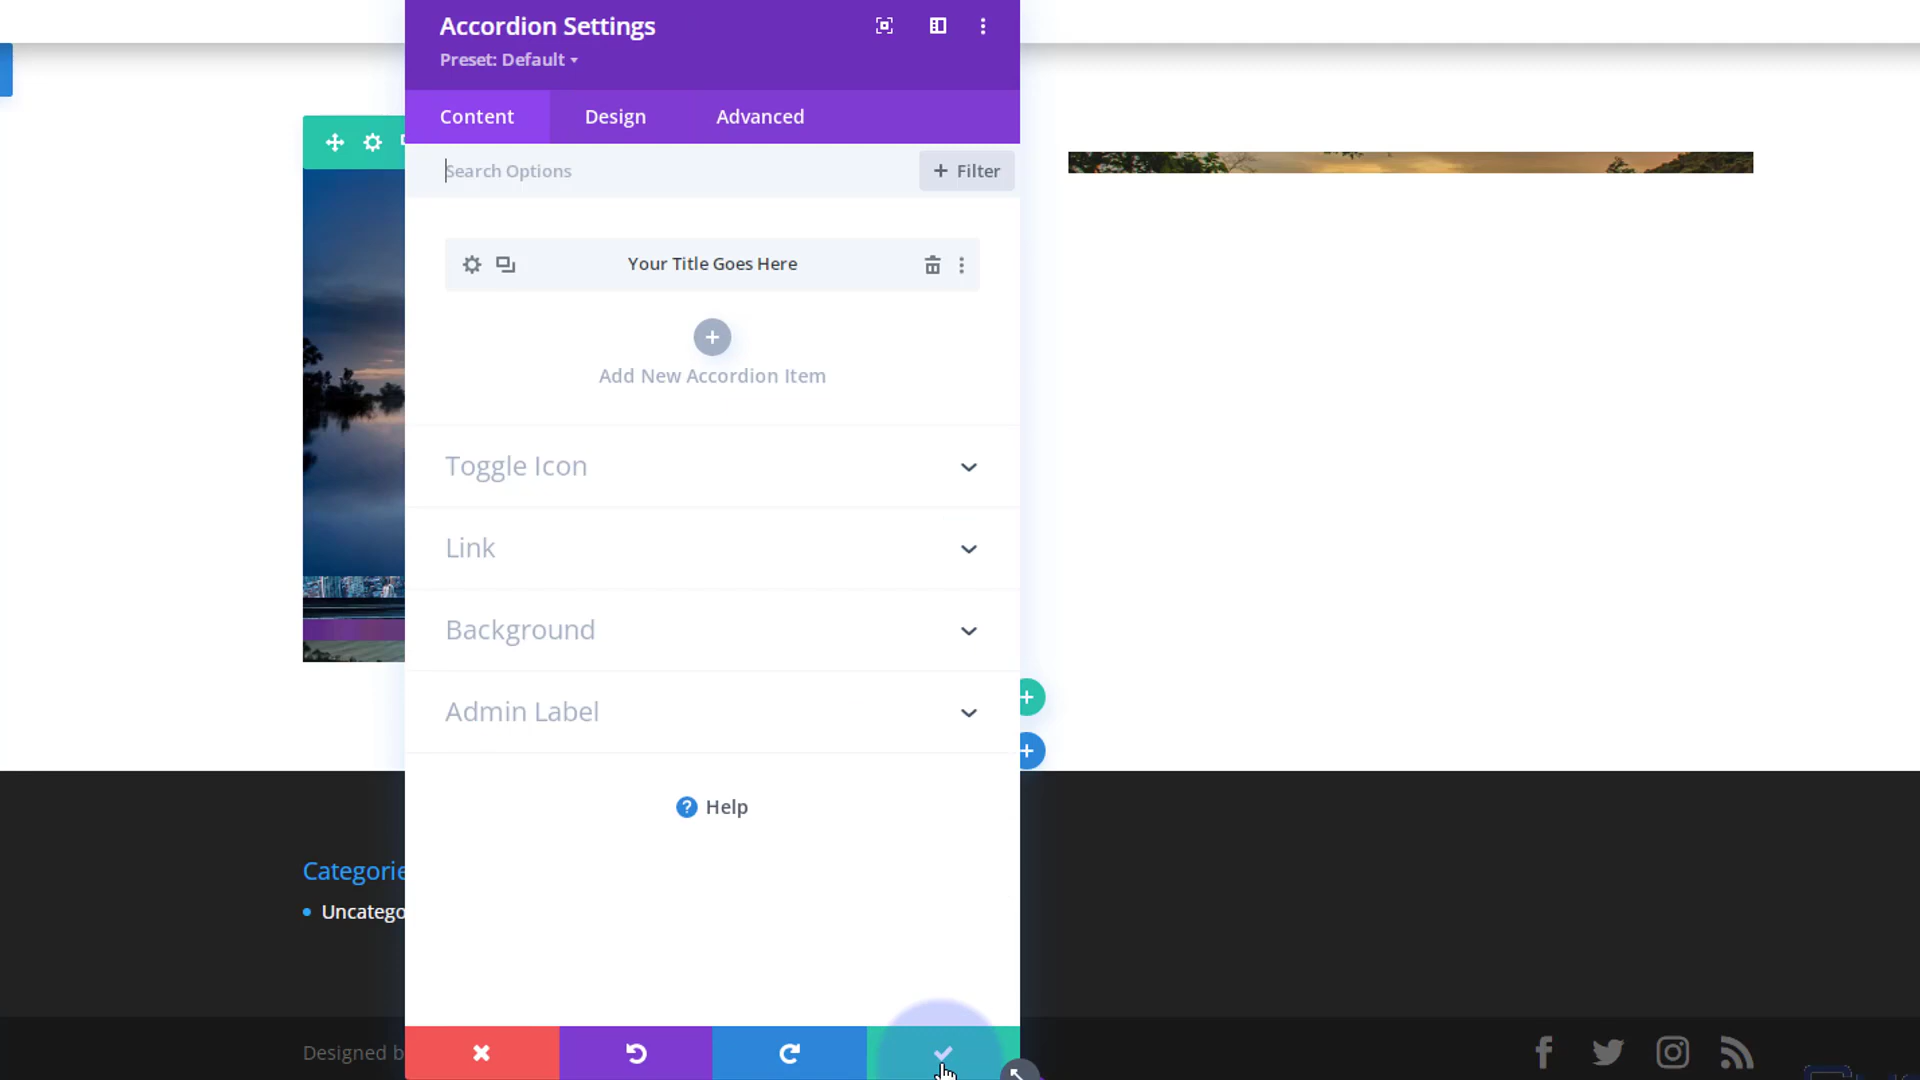 Accordion Settings
Preset: Default
Content
Design
Advanced
Search Options
Filter
Your Title Goes Here
Add New Accordion Item
Toggle Icon
Link
Background
Admin Label
Help
Categorie
Uncatego
Designed b